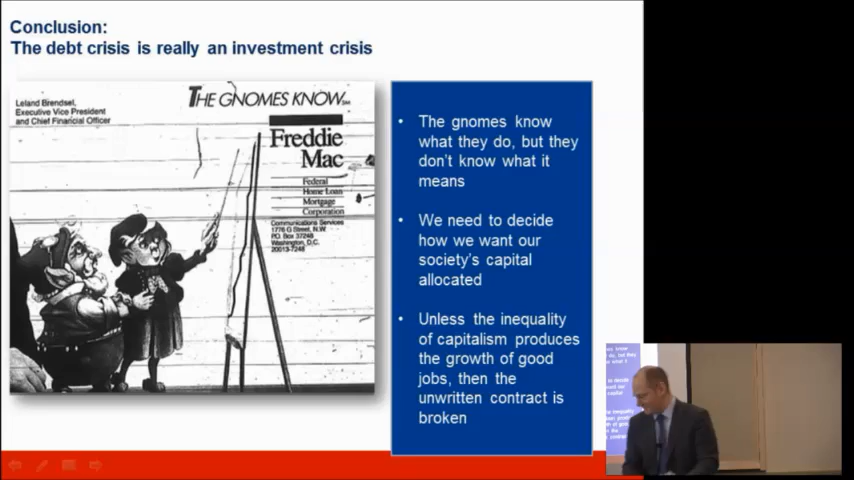 Conclusion:
The debt crisis is really an investment crisis
Leland Brendsel,
Executive Vice President
and Chief Financial Officer
THE GNOMES KNOW
Freddie
Mac
Federal
Home Loan
Mortgage
Corporation
Communications Services
1776 G Street, N.W.
P.O. Box 37248
Washington, D.C.
20013-7248
• The gnomes know
what they do, but they
don't know what it
means
• We need to decide
how we want our
society's capital
allocated
• Unless the inequality
of capitalism produces
the growth of good
jobs, then the
unwritten contract is
broken